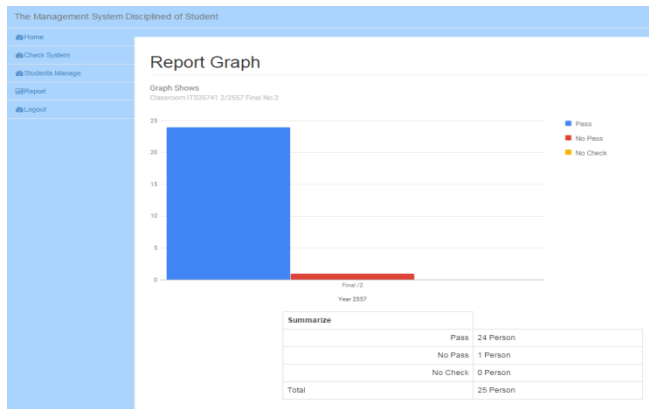 The Management System Disciplined of Student
Home
Check System
Students Manage
Report
Logout
Report Graph
Graph Shows
Classroom ITS35741 2/2557 Final No 2
25
20
15
10
5
0
Pass
No Pass
No Check
Final /2
Year 2557
Summarize
Pass 24 Person
No Pass 1 Person
No Check 0 Person
Total 25 Person